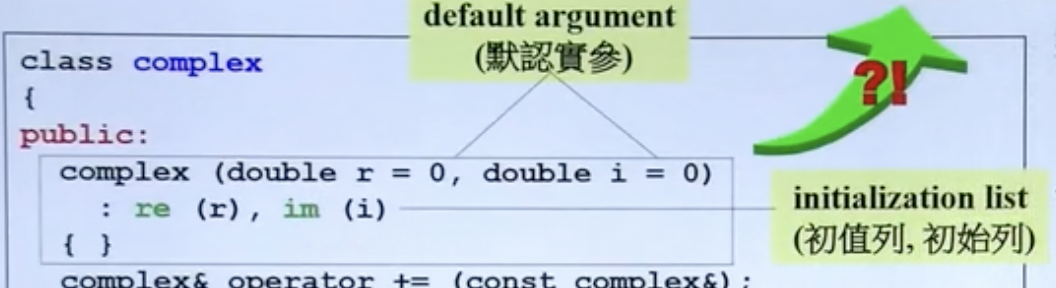 default argument
(默認實參)
class complex
{
public:
complex (double r = 0, double i = 0)
: re (r), im (i)
{ }
complex& operator += (const complex&);
?!
initialization list
(初值列, 初始列)